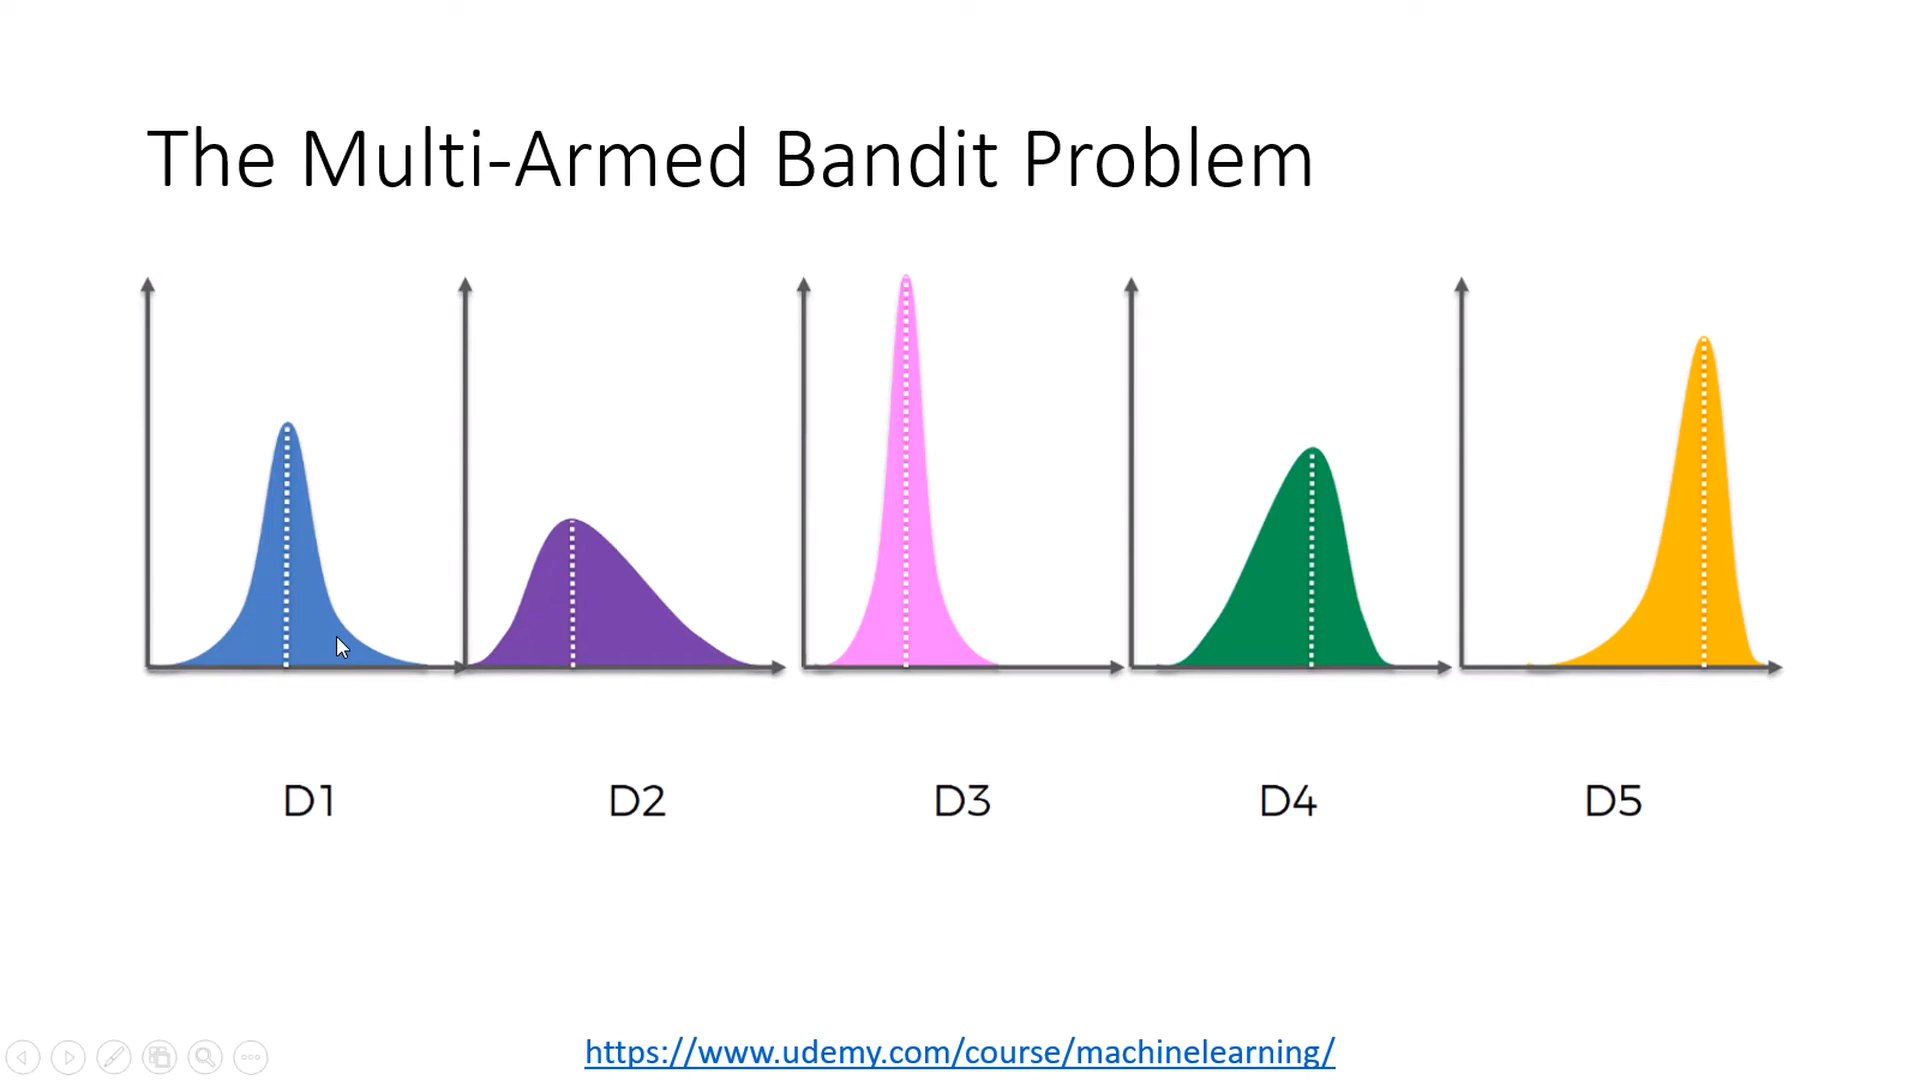 The Multi-Armed Bandit Problem
D1 D2 D3 D4 D5
https://www.udemy.com/course/machinelearning/